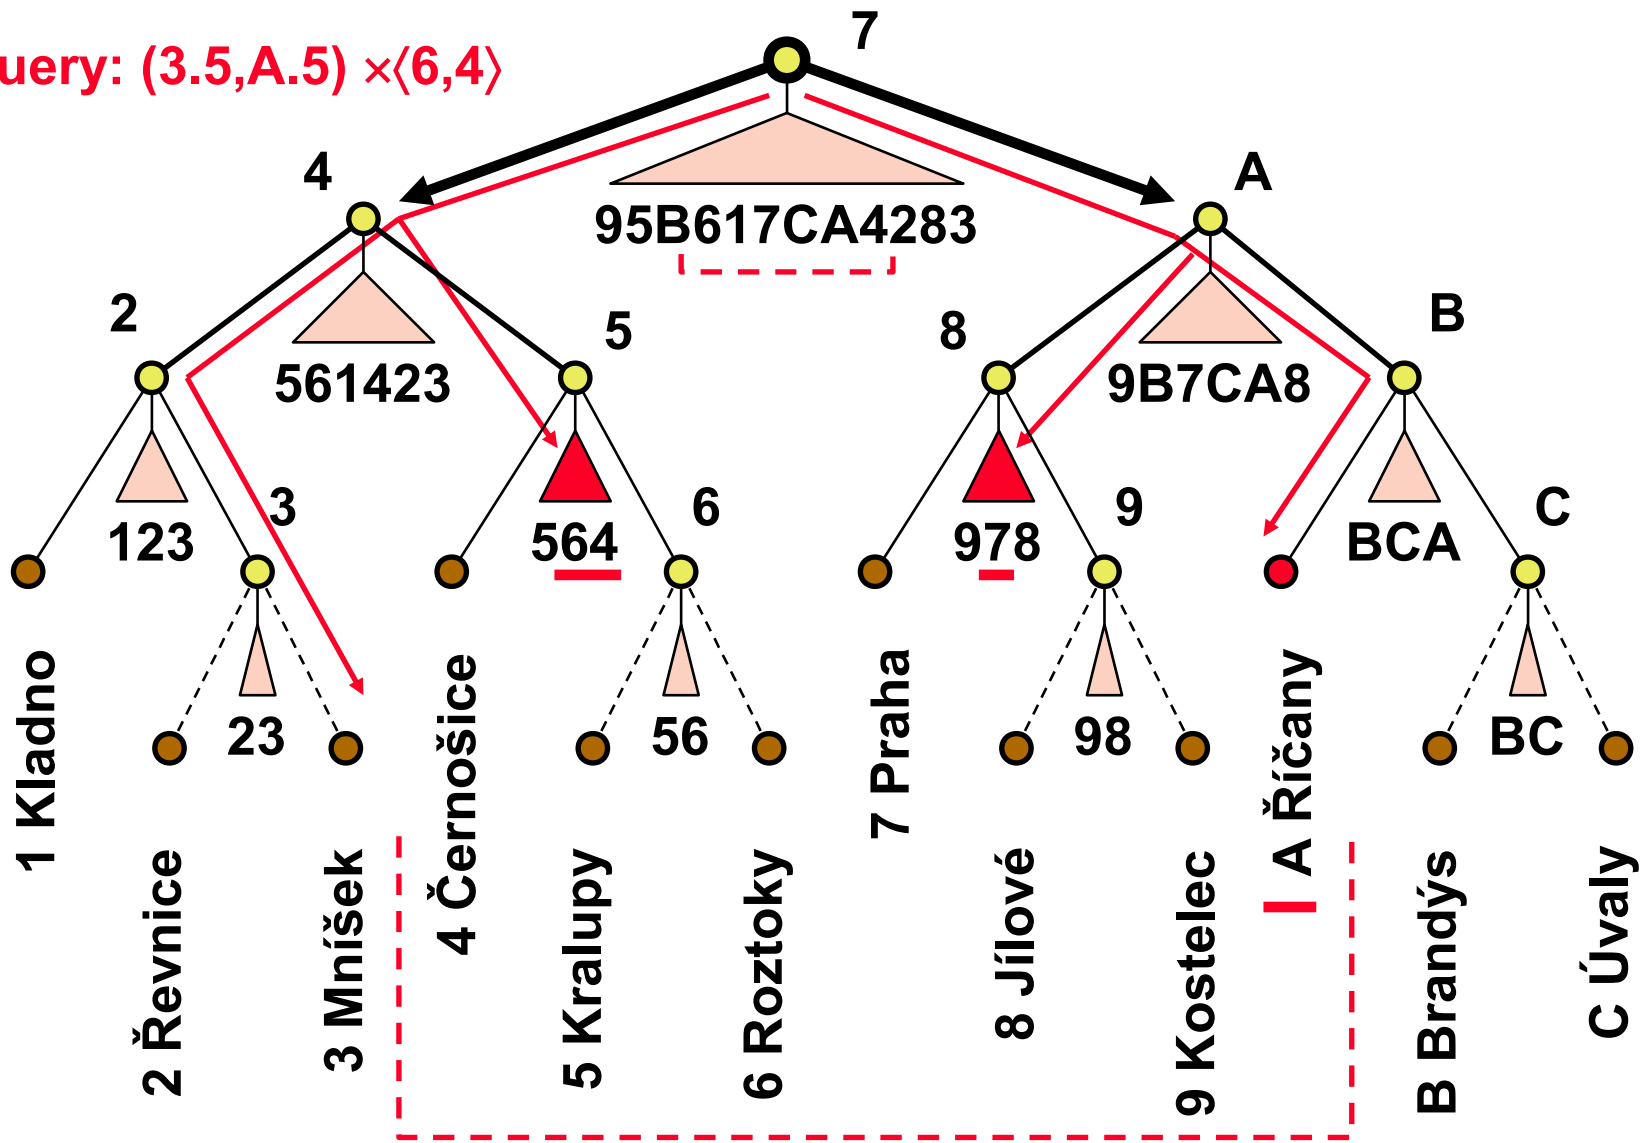 uery: (3.5,A.5) ×⟨6,4⟩
7
4
A
95B617CA4283
2
5
8
B
561423
9B7CA8
3
6
9
C
123
564
978
BCA
23
56
98
BC
1 Kladno
2 Řevnice
3 Mníšek
4 Černošice
5 Kralupy
6 Roztoky
7 Praha
8 Jílové
9 Kostelec
A Říčany
B Brandýs
C Úvaly